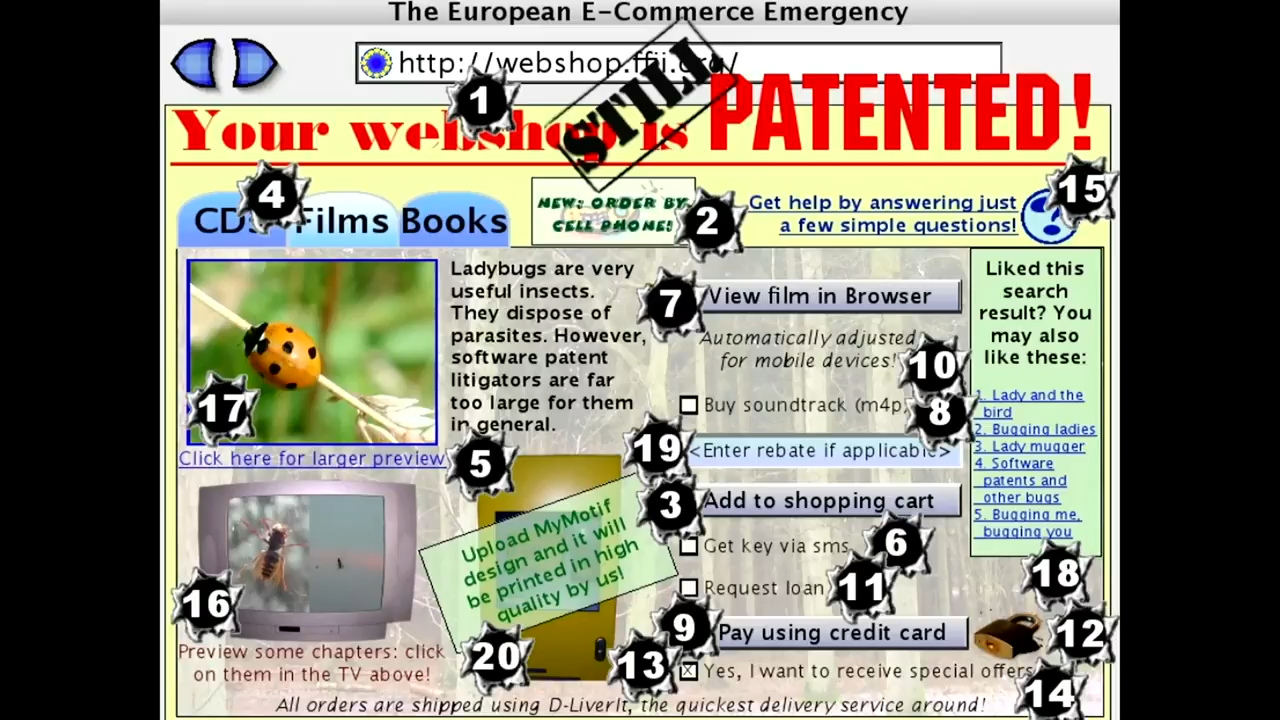 The European E-Commerce Emergency
http://webshop.ffii.org/
STILL
Your webshop is PATENTED!
1
4
CDs Films Books
NEW: ORDER BY
CELL PHONE!
2
Get help by answering just
a few simple questions!
15
Ladybugs are very
useful insects.
They dispose of
parasites. However,
software patent
litigators are far
too large for them
in general.
7
View film in Browser
Automatically adjusted
for mobile devices!
10
Buy soundtrack (m4p
8
19
<Enter rebate if applicable>
3
Add to shopping cart
Get key via sms
6
Request loan
11
9
Pay using credit card
12
13
Yes, I want to receive special offers
14
Liked this
search
result? You
may also
like these:
1. Lady and the
bird
2. Bugging ladies
3. Lady mugger
4. Software
patents and
other bugs
5. Bugging me,
bugging you
18
17
Click here for larger preview
5
16
Preview some chapters: click
on them in the TV above!
Upload MyMotif
design and it will
be printed in high
quality by us!
20
All orders are shipped using D-LiverIt, the quickest delivery service around!